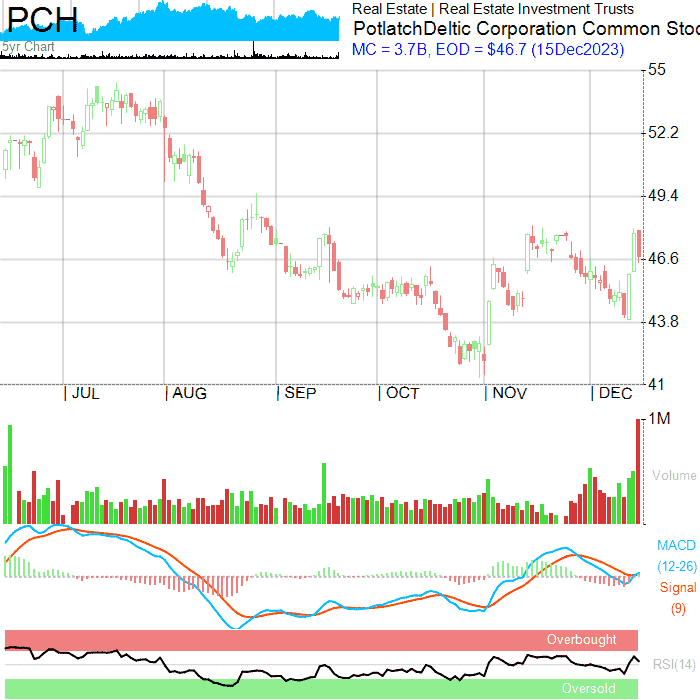 PCH
5yr Chart
Real Estate | Real Estate Investment Trusts
PotlatchDeltic Corporation Common Stoc
MC = 3.7B, EOD = $46.7 (15Dec2023)
55
52.2
49.4
46.6
43.8
41
| JUL | AUG | SEP | OCT | NOV | DEC
1M
Volume
MACD
(12-26)
Signal
(9)
Overbought
RSI(14)
Oversold